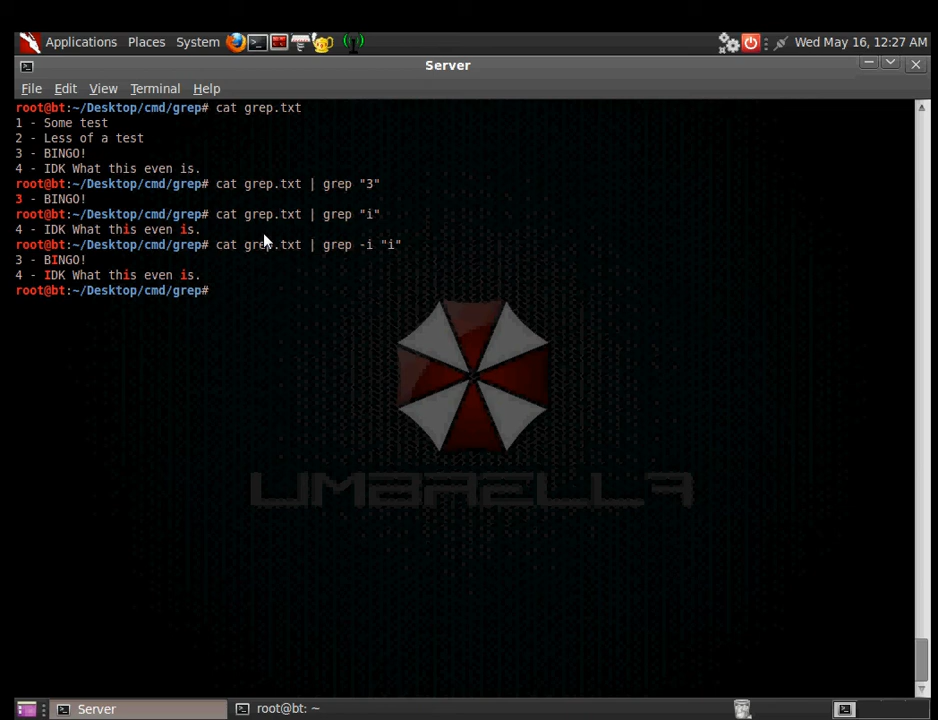 Applications Places System Wed May 16, 12:27 AM
Server
File Edit View Terminal Help
root@bt:~/Desktop/cmd/grep# cat grep.txt
1 - Some test
2 - Less of a test
3 - BINGO!
4 - IDK What this even is.
root@bt:~/Desktop/cmd/grep# cat grep.txt | grep "3"
3 - BINGO!
root@bt:~/Desktop/cmd/grep# cat grep.txt | grep "i"
4 - IDK What this even is.
root@bt:~/Desktop/cmd/grep# cat grep.txt | grep -i "i"
3 - BINGO!
4 - IDK What this even is.
root@bt:~/Desktop/cmd/grep#
UMBRELLA
Server root@bt: ~